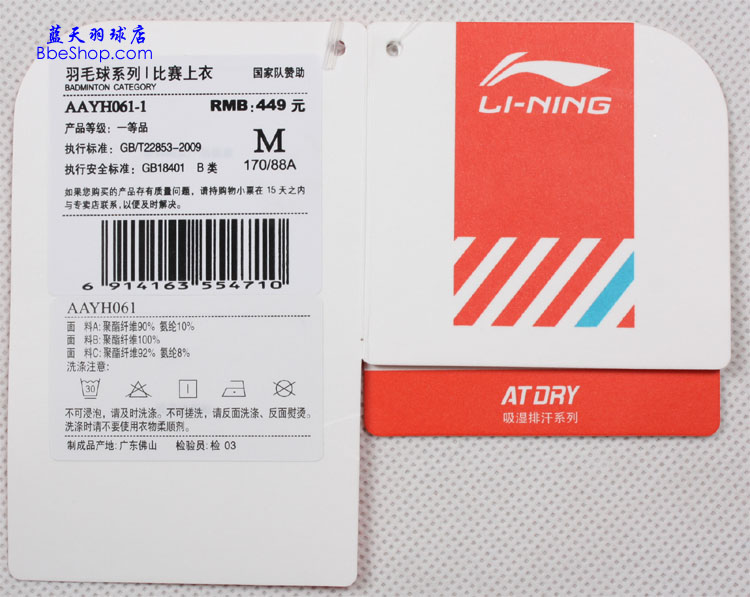 蓝天羽球店
BbeShop.com
羽毛球系列 | 比赛上衣 国家队赞助
BADMINTON CATEGORY
AAYH061-1 RMB: 449 元
产品等级: 一等品
执行标准: GB/T22853-2009
M
执行安全标准: GB18401 B 类
170/88A
如果您购买的产品存有质量问题, 请持购物小票在 15 天之内
与专卖店联系, 以便及时解决。
6 914163 554710
AAYH061
面 料A: 聚酯纤维90% 氨纶10%
面 料B: 聚酯纤维100%
面 料C: 聚酯纤维92% 氨纶8%
洗涤注意:
30
不可浸泡, 请及时洗涤。不可搓洗, 请反面洗涤、反面熨烫。
洗涤时请不要使用衣物柔顺剂。
制成品产地: 广东佛山 检验员: 检 03
LI-NING
AT DRY
吸湿排汗系列